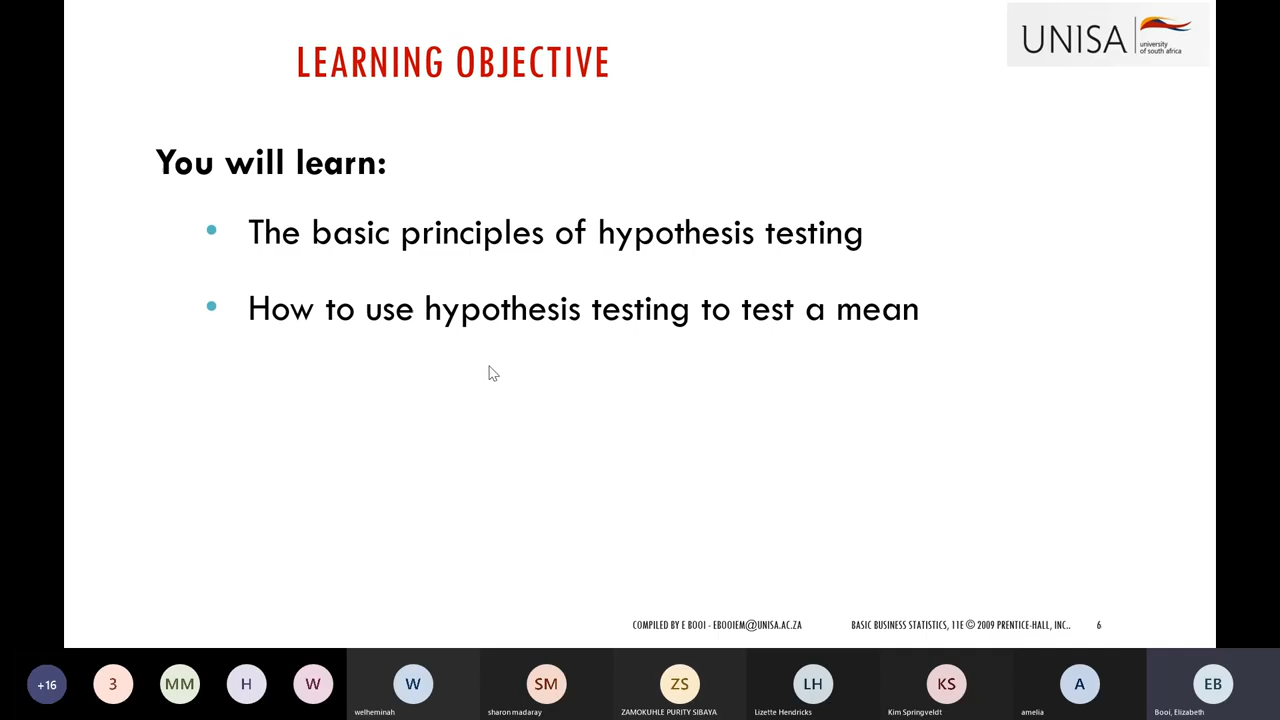 UNISA
university
of south africa
LEARNING OBJECTIVE
You will learn:
• The basic principles of hypothesis testing
• How to use hypothesis testing to test a mean
COMPILED BY E BOOI - EBOOIEM@UNISA.AC.ZA
BASIC BUSINESS STATISTICS, 11E © 2009 PRENTICE-HALL, INC..
6
+16
3
MM
H
W
W
welheminah
SM
sharon madaray
ZS
ZAMOKUHLE PURITY SIBAYA
LH
Lizette Hendricks
KS
Kim Springveldt
A
amelia
EB
Booi, Elizabeth